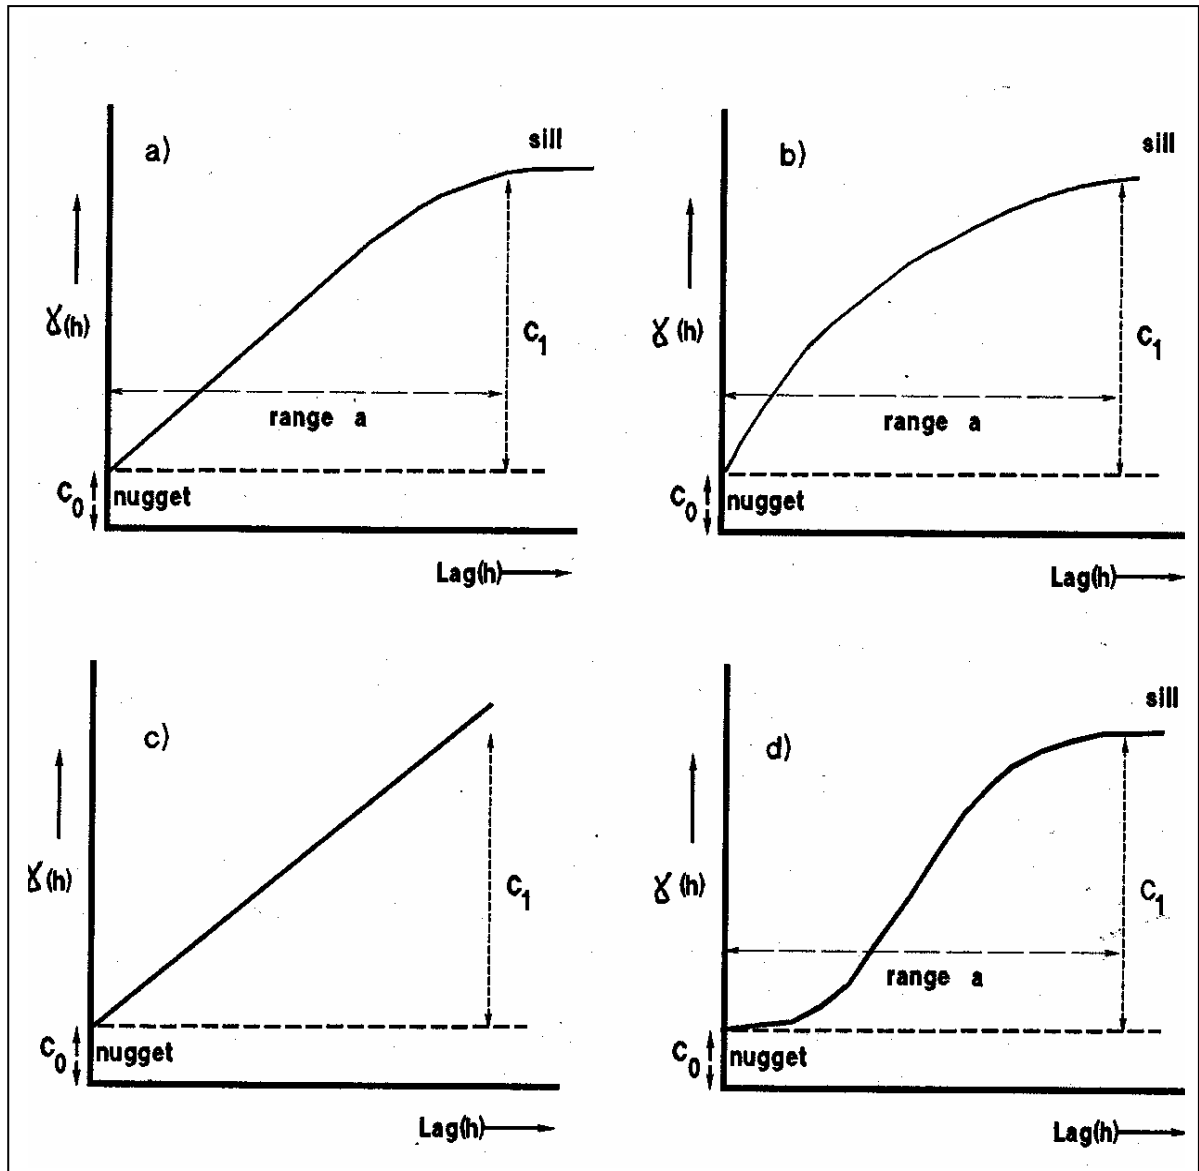 a)
sill
ɣ(h)
C₁
range a
C₀
nugget
Lag(h)
b)
sill
ɣ(h)
C₁
range a
C₀
nugget
Lag(h)
c)
ɣ(h)
C₁
C₀
nugget
Lag(h)
d)
sill
ɣ(h)
C₁
range a
C₀
nugget
Lag(h)